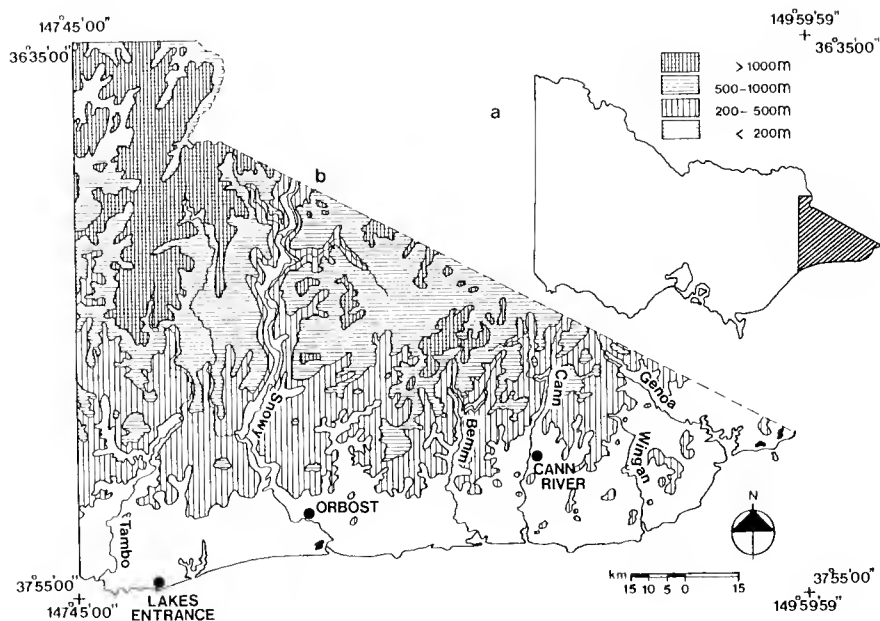 147°45'00"
36°35'00"
149°59'59"
36°35'00"
> 1000m
500-1000m
200-500m
< 200m
a
b
Snowy
Bemm
Cann
Genoa
Wingan
Tambo
CANN
RIVER
ORBOST
LAKES
ENTRANCE
N
km
15 10 5 0 15
37°55'00"
147°45'00"
37°55'00"
149°59'59"